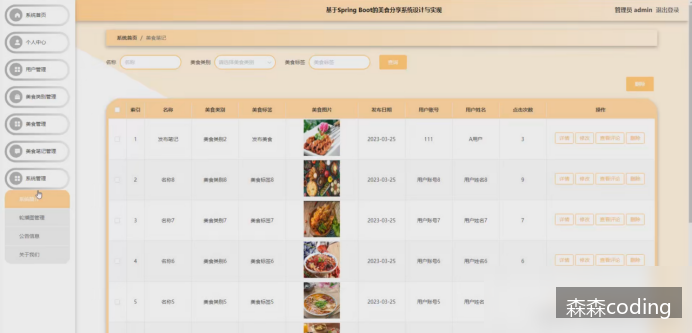 基于Spring Boot的美食分享系统设计与实现
管理员 admin 退出登录
系统首页
个人中心
用户管理
美食类别管理
美食管理
美食笔记管理
系统管理
轮播图管理
公告信息
关于我们
系统首页 / 美食笔记
名称 名称 美食类别 美食标签 美食标签 查询
删除
索引 名称 美食类别 美食标签 美食图片 发布日期 用户账号 用户姓名 点击次数 操作
1 发布笔记 美食类别2 发布美食 2023-03-25 111 A用户 3 详情 修改 查看评论 删除
2 名称8 美食类别8 美食标签8 2023-03-25 用户账号8 用户姓名8 9 详情 修改 查看评论 删除
3 名称7 美食类别7 美食标签7 2023-03-25 用户账号7 用户姓名7 7 详情 修改 查看评论 删除
4 名称6 美食类别6 美食标签6 2023-03-25 用户账号6 用户姓名6 6 详情 修改 查看评论 删除
5 名称5 美食类别5 美食标签5 2023-03-25 用户账号5 用户姓名
森森coding